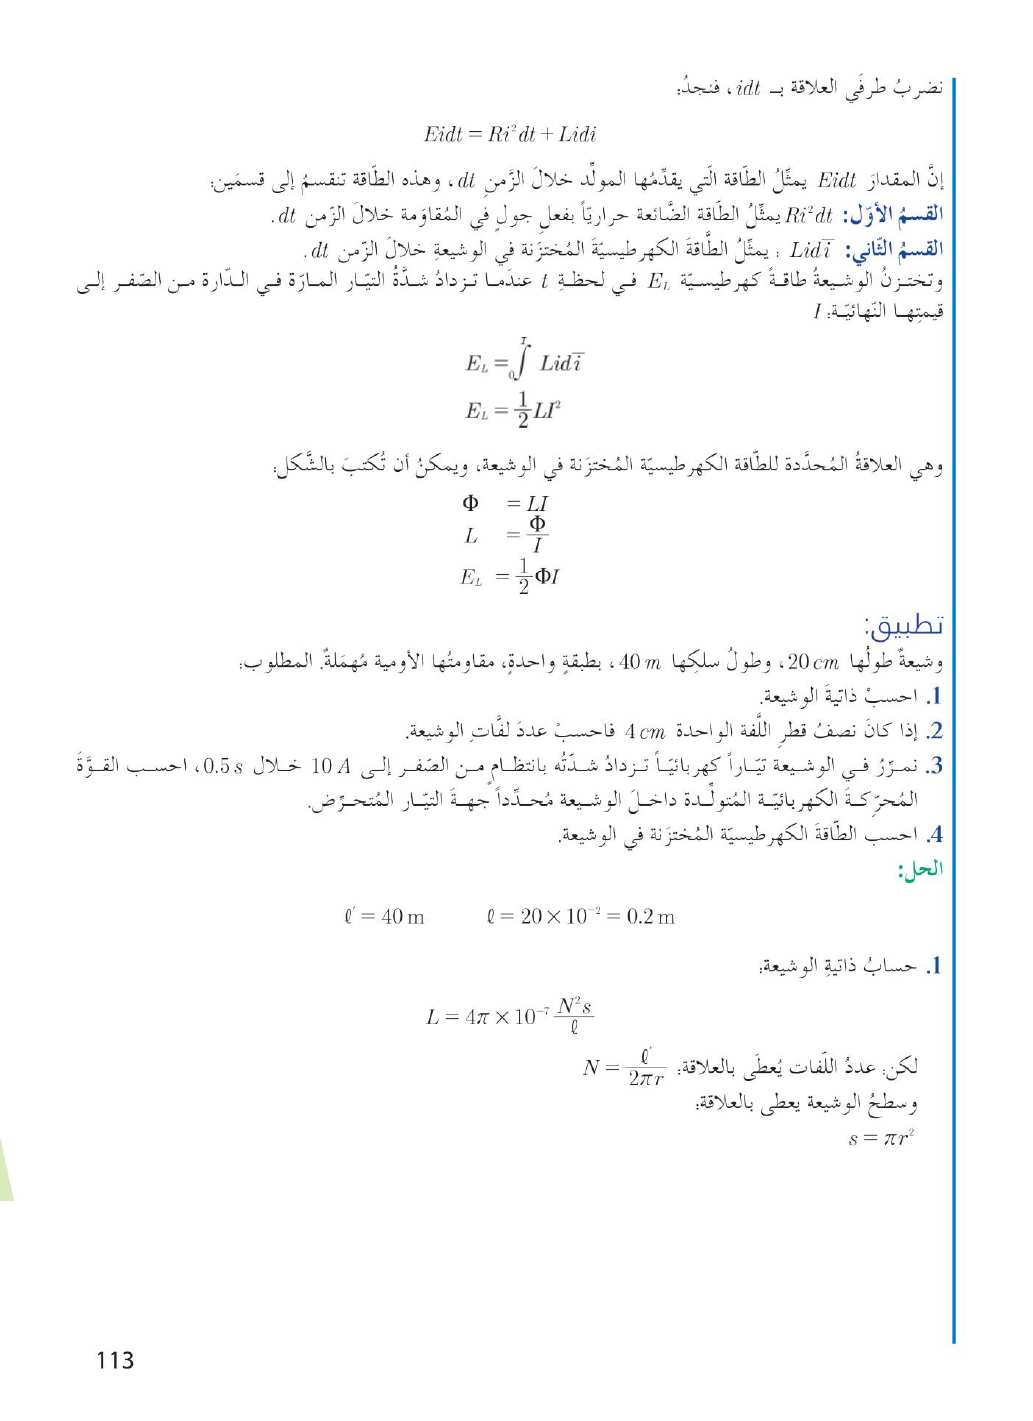 نضربُ طرفَي العلاقة بـ idt، فنجدُ:
Eidt = Ri²dt + Lidi
إنَّ المقدارَ Eidt يمثِّلُ الطاقة الّتي يقدِّمُها المولِّد خلالَ الزَّمنِ dt، وهذه الطّاقة تنقسمُ إلى قسمَين:
القسمُ الأوّل: Ri²dt يمثِّلُ الطّاقة الضّائعة حراريّاً بفعلِ جول في المُقاوَمة خلالَ الزّمن dt.
القسمُ الثّاني: Lidi̅ : يمثِّلُ الطّاقةَ الكهرطيسيّةَ المُختزَنة في الوشيعةِ خلالَ الزّمن dt.
وتختزنُ الوشيعةُ طاقةً كهرطيسيّة E_L في لحظةِ t عندَما تزدادُ شدَّةُ التيّار المارّة في الدّارة من الصّفر إلى
قيمتِها النّهائيّة: I
E_L = ₀∫ᴵ Lidi̅
E_L = 1/2 LI²
وهي العلاقةُ المُحدِّدة للطّاقة الكهرطيسيّة المُختزَنة في الوشيعة، ويمكنُ أن تُكتبَ بالشَّكل:
Φ = LI
L = Φ/I
E_L = 1/2 ΦI
تطبيق:
وشيعةٌ طولُها 20 cm، وطولُ سلكِها 40 m، بطبقةٍ واحدةٍ، مقاومتُها الأومية مُهمَلةٌ. المطلوب:
1. احسبْ ذاتيةَ الوشيعة.
2. إذا كانَ نصفُ قطرِ اللّفة الواحدة 4 cm فاحسبْ عددَ لفّاتِ الوشيعة.
3. نمرّرُ في الوشيعة تيّاراً كهربائيّاً تزدادُ شدّتُه بانتظام من الصّفر إلى 10 A خلال 0.5 s، احسب القوَّةَ
المُحرّكةَ الكهربائيّة المُتولِّدة داخلَ الوشيعة مُحدِّداً جهةَ التيّار المُتحرّض.
4. احسب الطّاقةَ الكهرطيسيّة المُختزَنة في الوشيعة.
الحل:
ℓ′ = 40 m ℓ = 20 × 10⁻² = 0.2 m
1. حسابُ ذاتيةِ الوشيعة:
L = 4π × 10⁻⁷ N²s/ℓ
لكن: عددُ اللّفات يُعطَى بالعلاقة: N = ℓ′/2πr
وسطحُ الوشيعة يعطى بالعلاقة:
s = πr²
113